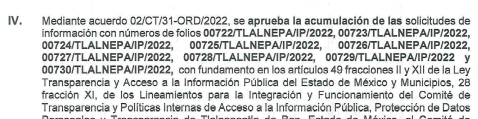 IV. Mediante acuerdo 02/CT/31-ORD/2022, se aprueba la acumulación de las solicitudes de
información con números de folios 00722/TLALNEPA/IP/2022, 00723/TLALNEPA/IP/2022,
00724/TLALNEPA/IP/2022, 00725/TLALNEPA/IP/2022, 00726/TLALNEPA/IP/2022,
00727/TLALNEPA/IP/2022, 00728/TLALNEPA/IP/2022, 00729/TLALNEPA/IP/2022 y
00730/TLALNEPA/IP/2022, con fundamento en los artículos 49 fracciones II y XII de la Ley
Transparencia y Acceso a la Información Pública del Estado de México y Municipios, 28
fracción XI, de los Lineamientos para la Integración y Funcionamiento del Comité de
Transparencia y Políticas Internas de Acceso a la Información Pública, Protección de Datos
Personales y Transparencia de Tlalnepantla de Baz, Estado de México, el Comité de